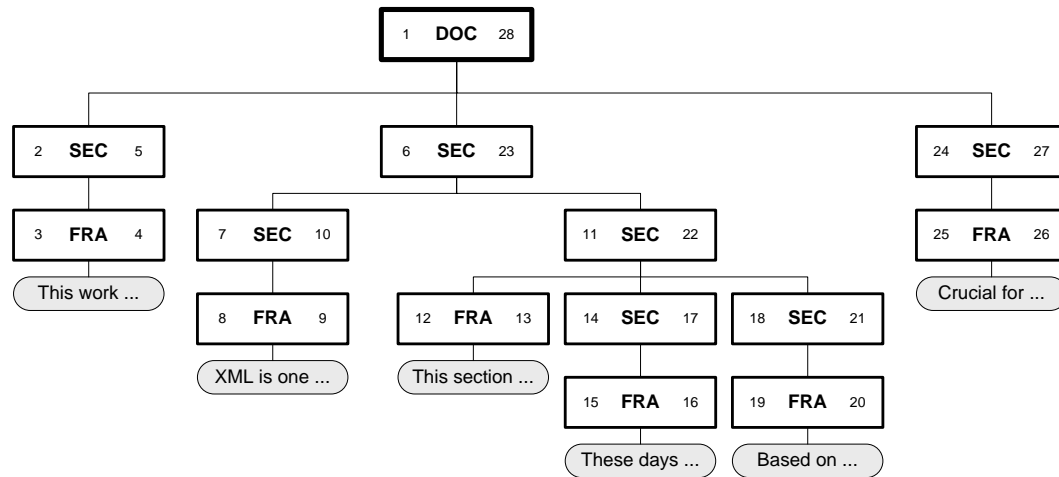 1 DOC 28
2 SEC 5
6 SEC 23
24 SEC 27
3 FRA 4
7 SEC 10
11 SEC 22
25 FRA 26
This work ...
Crucial for ...
8 FRA 9
12 FRA 13
14 SEC 17
18 SEC 21
XML is one ...
This section ...
15 FRA 16
19 FRA 20
These days ...
Based on ...